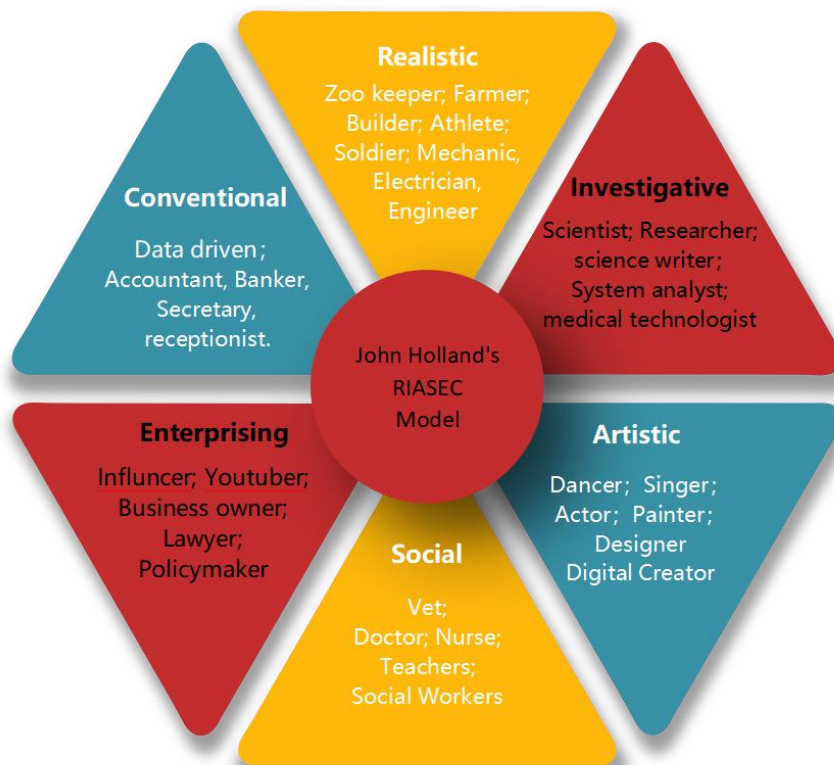 Realistic
Zoo keeper; Farmer;
Builder; Athlete;
Soldier; Mechanic,
Electrician,
Engineer
Investigative
Scientist; Researcher;
science writer;
System analyst;
medical technologist
Artistic
Dancer; Singer;
Actor; Painter;
Designer
Digital Creator
Social
Vet;
Doctor; Nurse;
Teachers;
Social Workers
Enterprising
Influncer; Youtuber;
Business owner;
Lawyer;
Policymaker
Conventional
Data driven;
Accountant, Banker,
Secretary,
receptionist.
John Holland's
RIASEC
Model